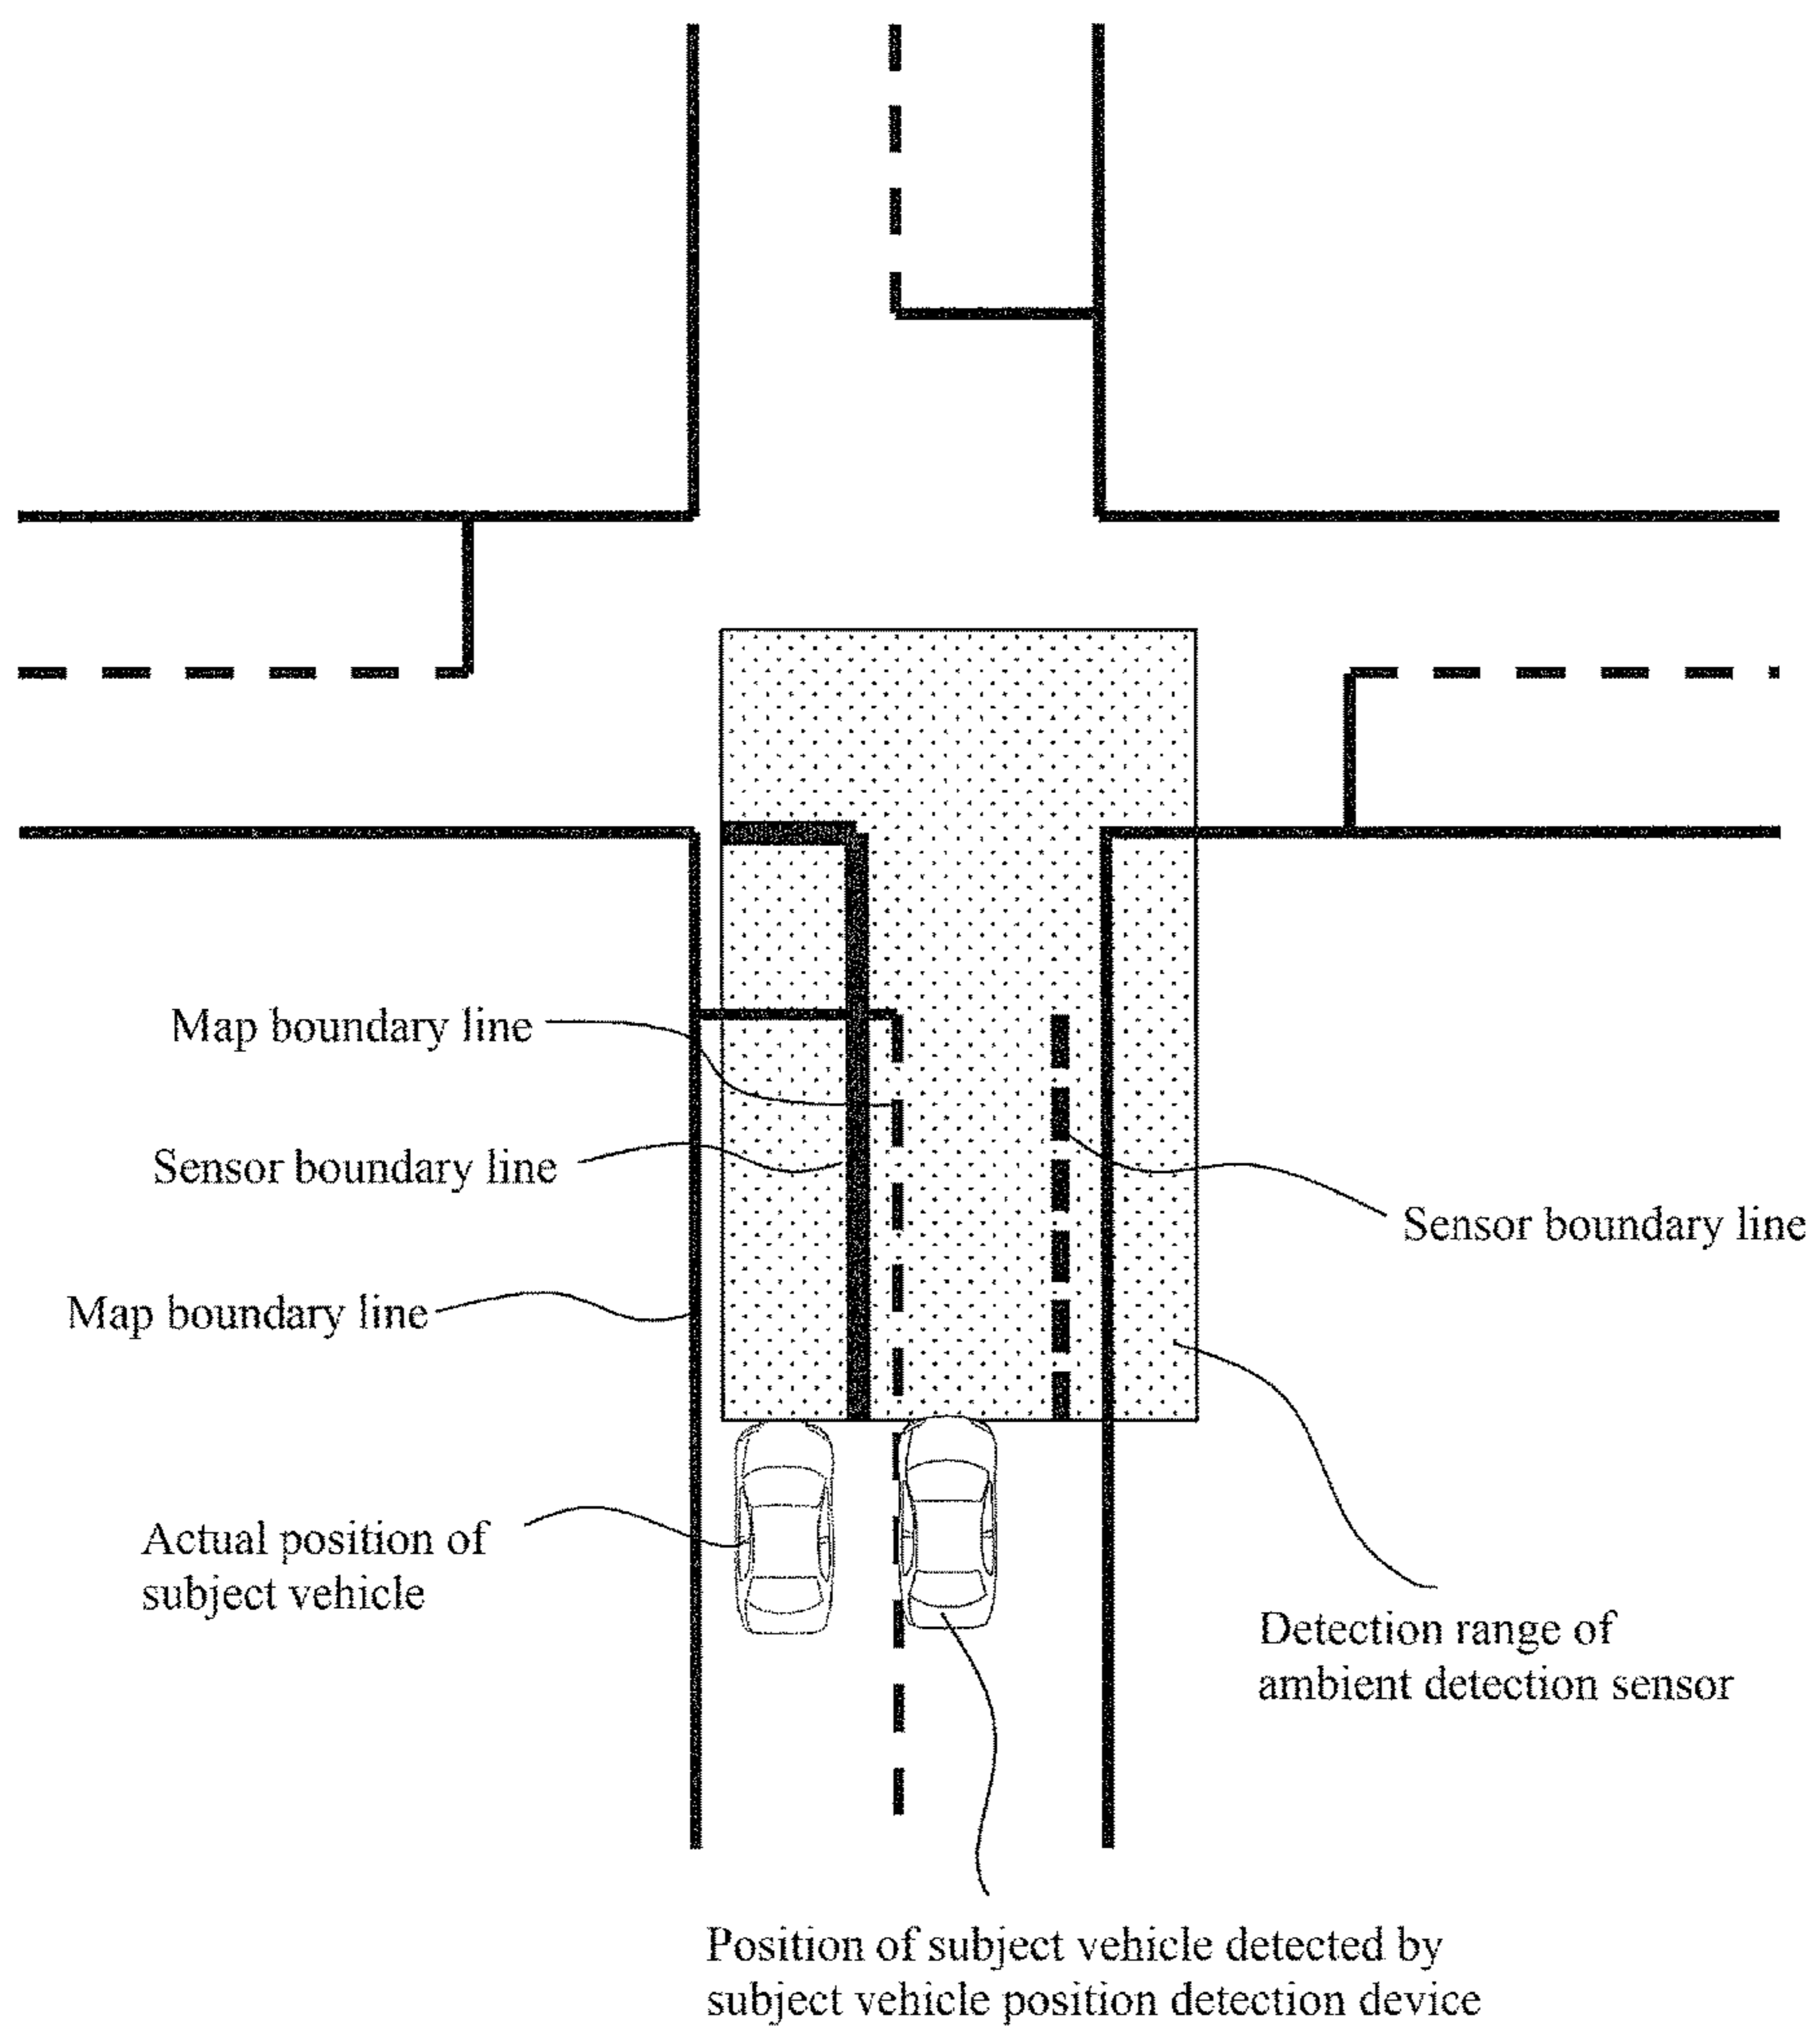 Map boundary line
Sensor boundary line
Sensor boundary line
Map boundary line
Actual position of
subject vehicle
Detection range of
ambient detection sensor
Position of subject vehicle detected by
subject vehicle position detection device